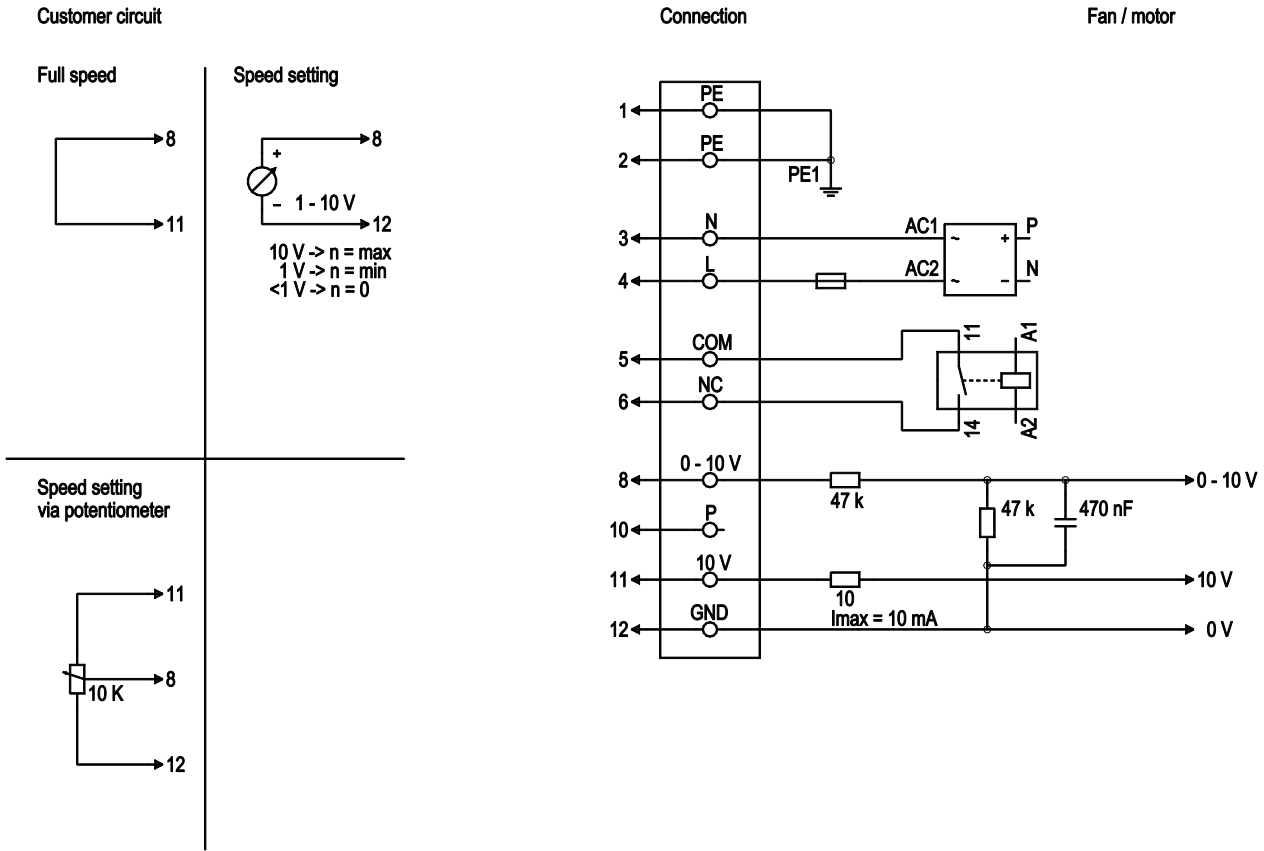 Customer circuit
Connection
Fan / motor
Full speed
8
11
Speed setting
8
+
–
1 - 10 V
12
10 V -> n = max
1 V -> n = min
<1 V -> n = 0
Speed setting
via potentiometer
11
8
10 K
12
1
PE
2
PE
PE1
3
N
AC1
~
+
P
4
L
AC2
~
–
N
5
COM
11
A1
6
NC
14
A2
8
0 - 10 V
47 k
47 k
470 nF
0 - 10 V
10
P
11
10 V
10
Imax = 10 mA
10 V
12
GND
0 V